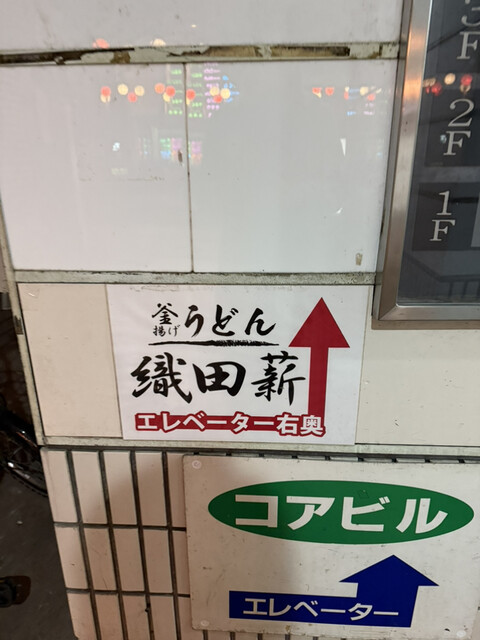 3F
2F
1F
釜揚げうどん
織田薪
エレベーター右奥
コアビル
エレベーター